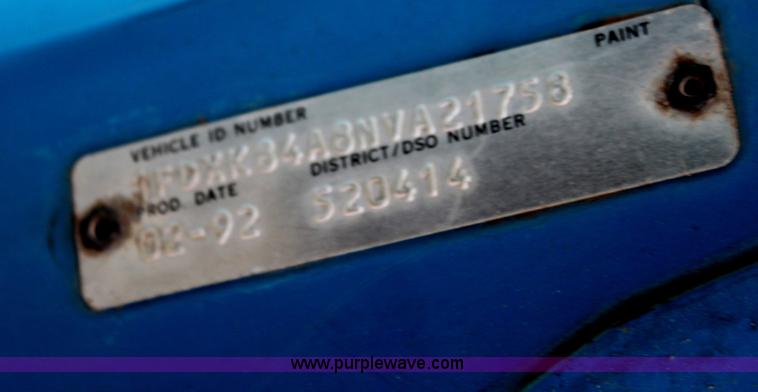 PAINT
VEHICLE ID NUMBER
1FDXK84A8NVA21758
PROD. DATE DISTRICT/DSO NUMBER
02-92 520414
www.purplewave.com